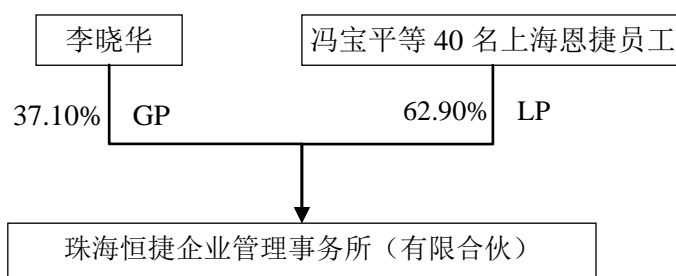 李晓华
冯宝平等 40 名上海恩捷员工
37.10% GP
62.90% LP
珠海恒捷企业管理事务所（有限合伙）